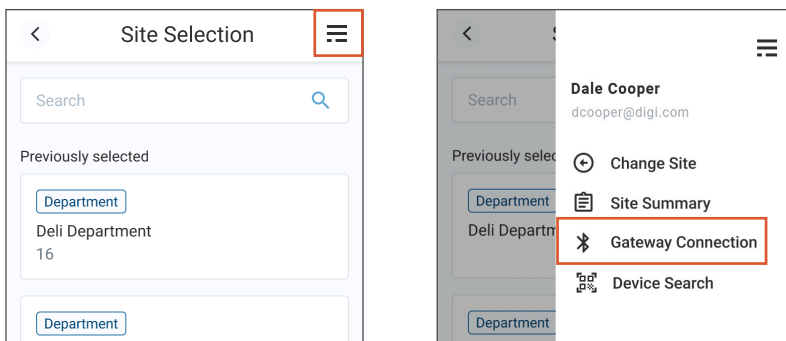 Site Selection
Search
Previously selected
Department
Deli Department
16
Department
Search
Previously selec
Department
Deli Departm
Department
Dale Cooper
dcooper@digi.com
Change Site
Site Summary
Gateway Connection
Device Search